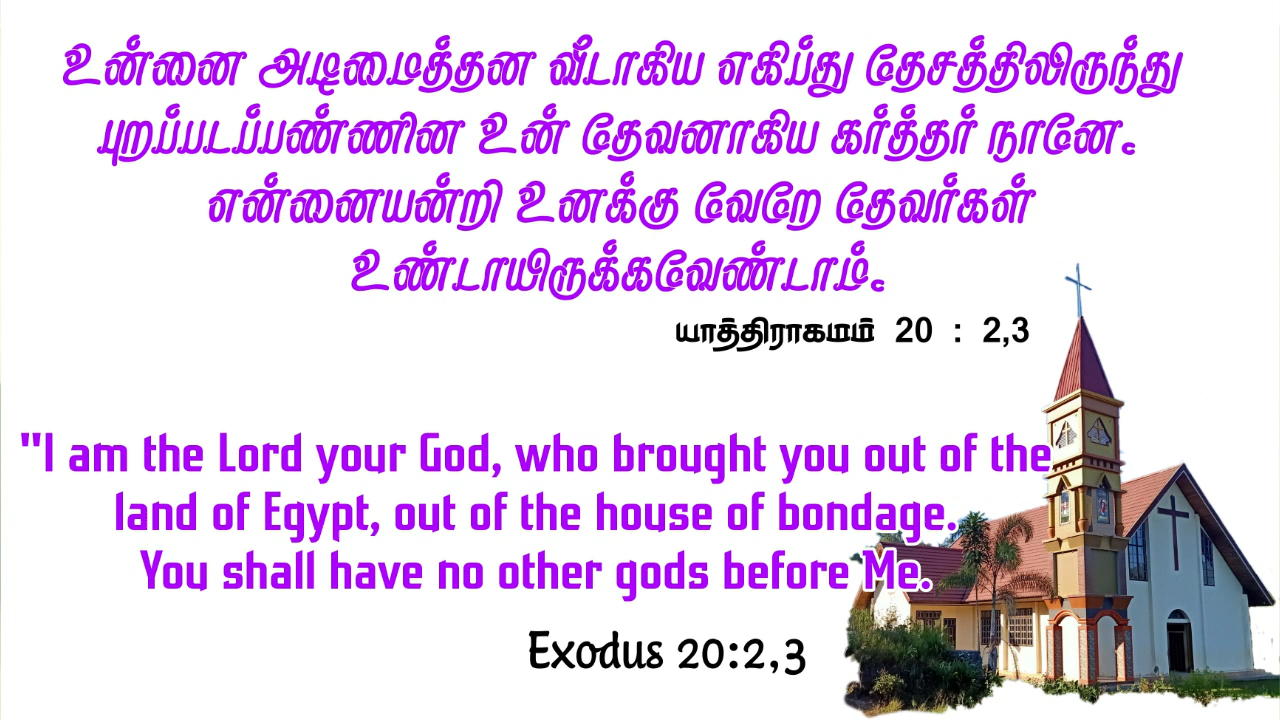 உன்னை அடிமைத்தன வீடாகிய எகிப்து தேசத்திலிருந்து
புறப்படப்பண்ணின உன் தேவனாகிய கர்த்தர் நானே.
என்னையன்றி உனக்கு வேறே தேவர்கள்
உண்டாயிருக்கவேண்டாம்.
யாத்திராகமம் 20 : 2,3
"I am the Lord your God, who brought you out of the
land of Egypt, out of the house of bondage.
You shall have no other gods before Me.
Exodus 20:2,3